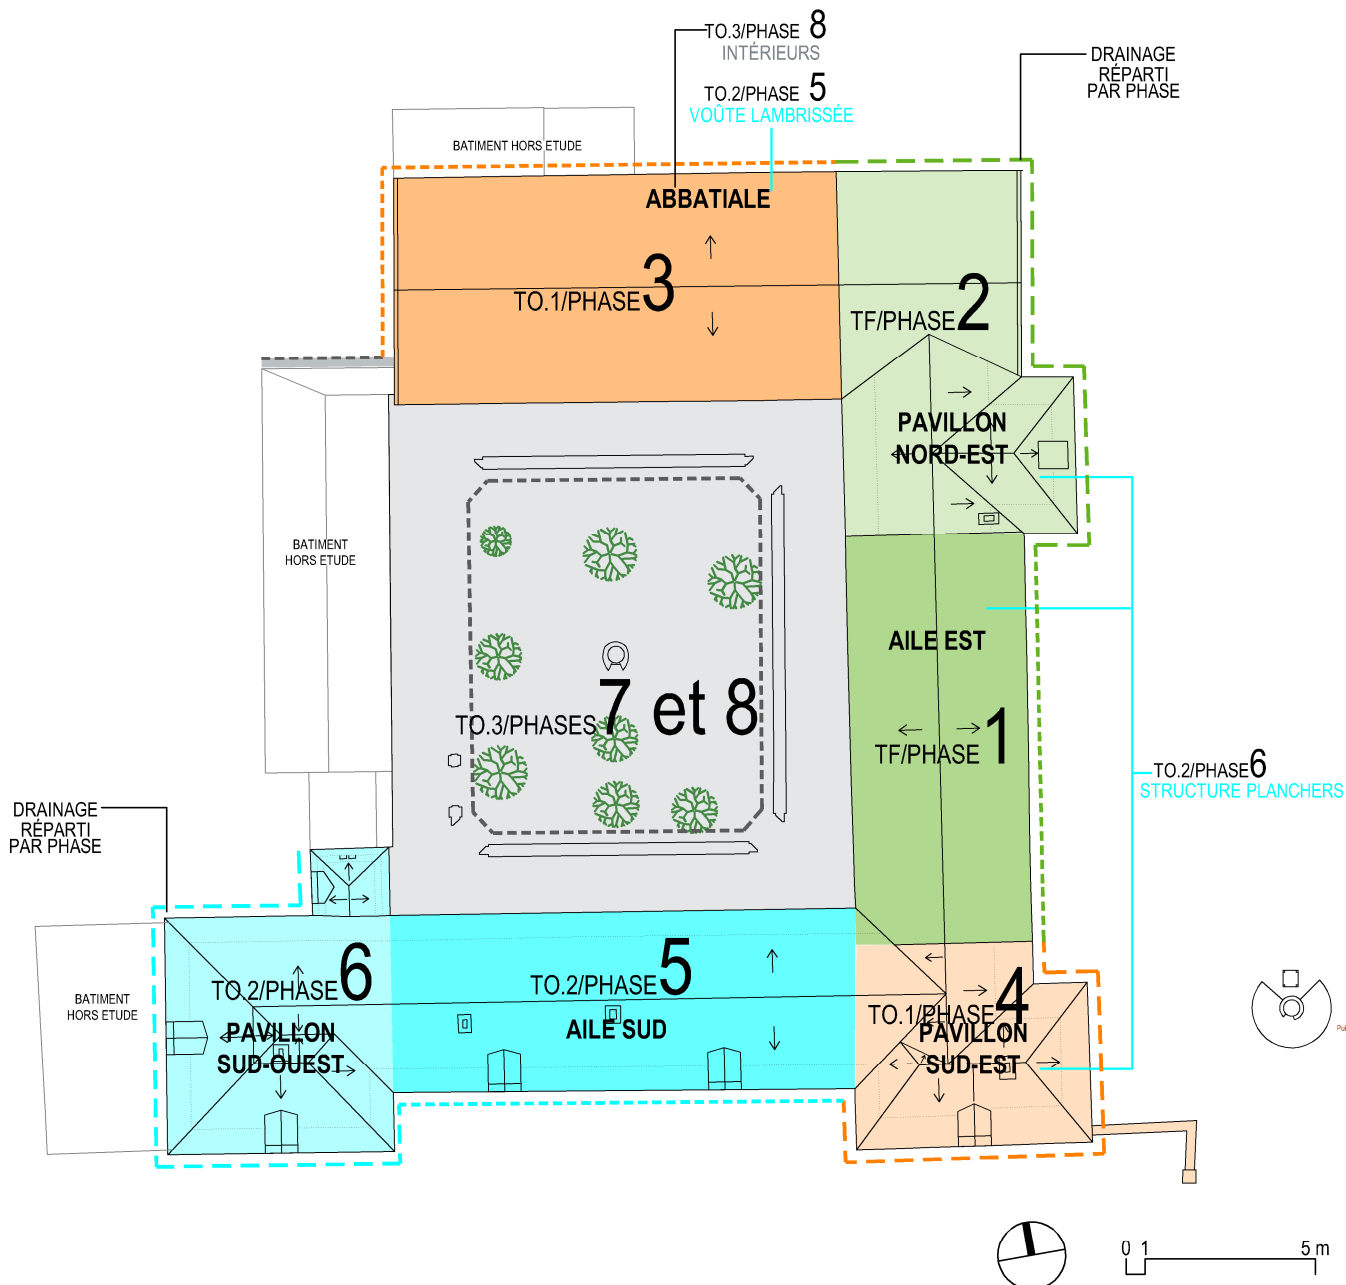 TO.3/PHASE 8
INTÉRIEURS
TO.2/PHASE 5
VOÛTE LAMBRISSÉE
DRAINAGE
RÉPARTI
PAR PHASE
BATIMENT HORS ETUDE
ABBATIALE
TO.1/PHASE 3
TF/PHASE 2
PAVILLON
NORD-EST
BATIMENT
HORS ETUDE
AILE EST
TO.3/PHASES 7 et 8
TF/PHASE 1
TO.2/PHASE 6
STRUCTURE PLANCHERS
DRAINAGE
RÉPARTI
PAR PHASE
TO.2/PHASE 6
PAVILLON
SUD-OUEST
TO.2/PHASE 5
AILE SUD
TO.1/PHASE 4
PAVILLON
SUD-EST
BATIMENT
HORS ETUDE
0 1 5 m